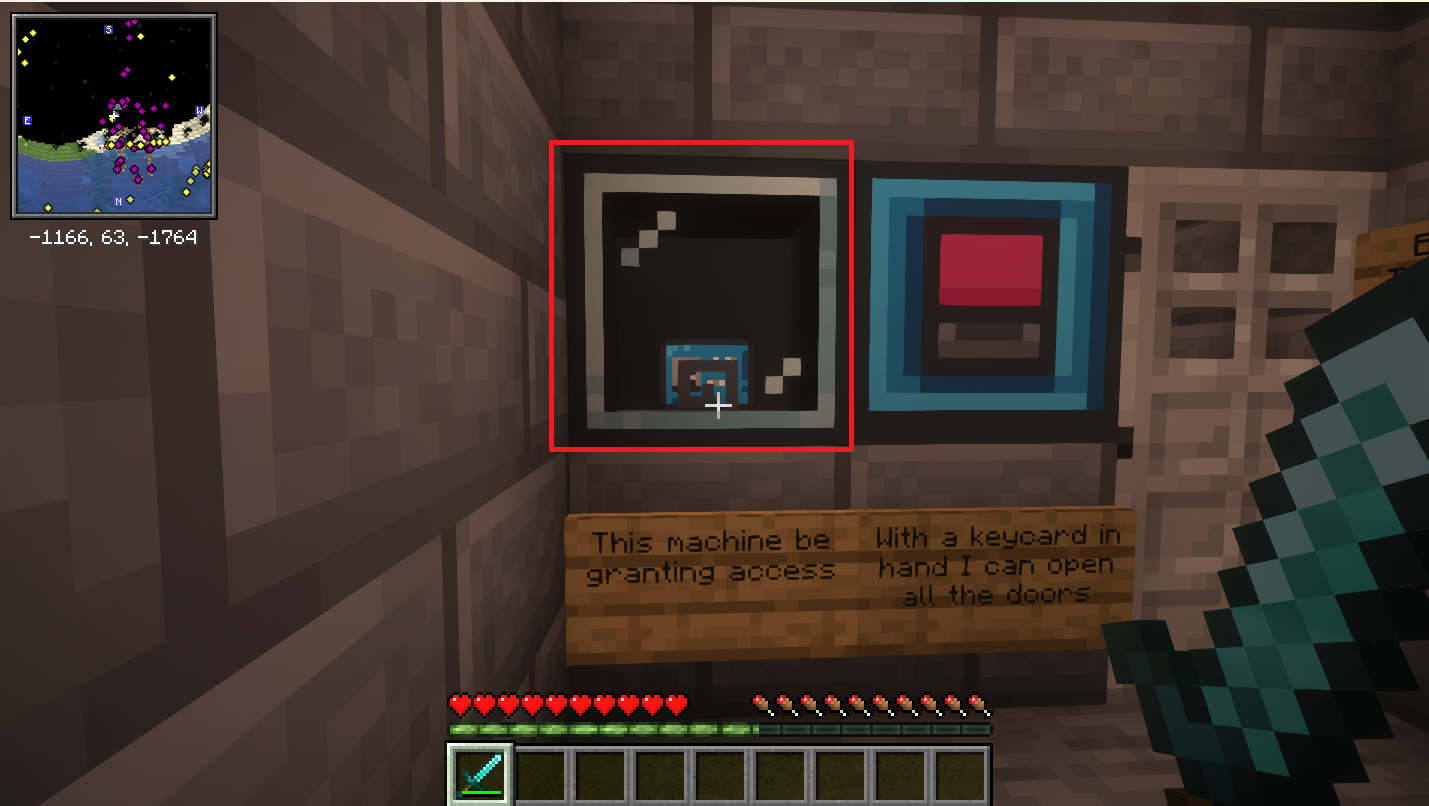 S
E
W
N
-1166, 63, -1764
This machine be
granting access
With a keycard in
hand I can open
all the doors